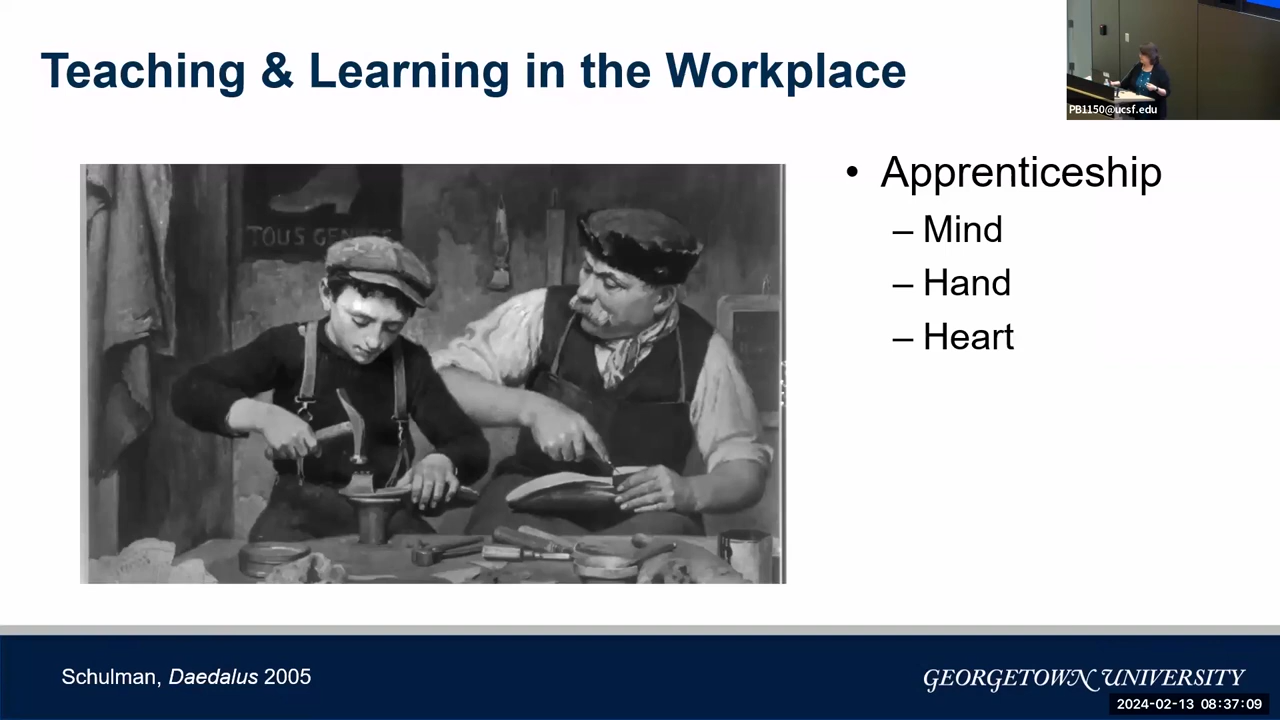 Teaching & Learning in the Workplace
PB1150@ucsf.edu
TOUS GEN
• Apprenticeship
– Mind
– Hand
– Heart
Schulman, Daedalus 2005
GEORGETOWN UNIVERSITY
2024-02-13 08:37:09